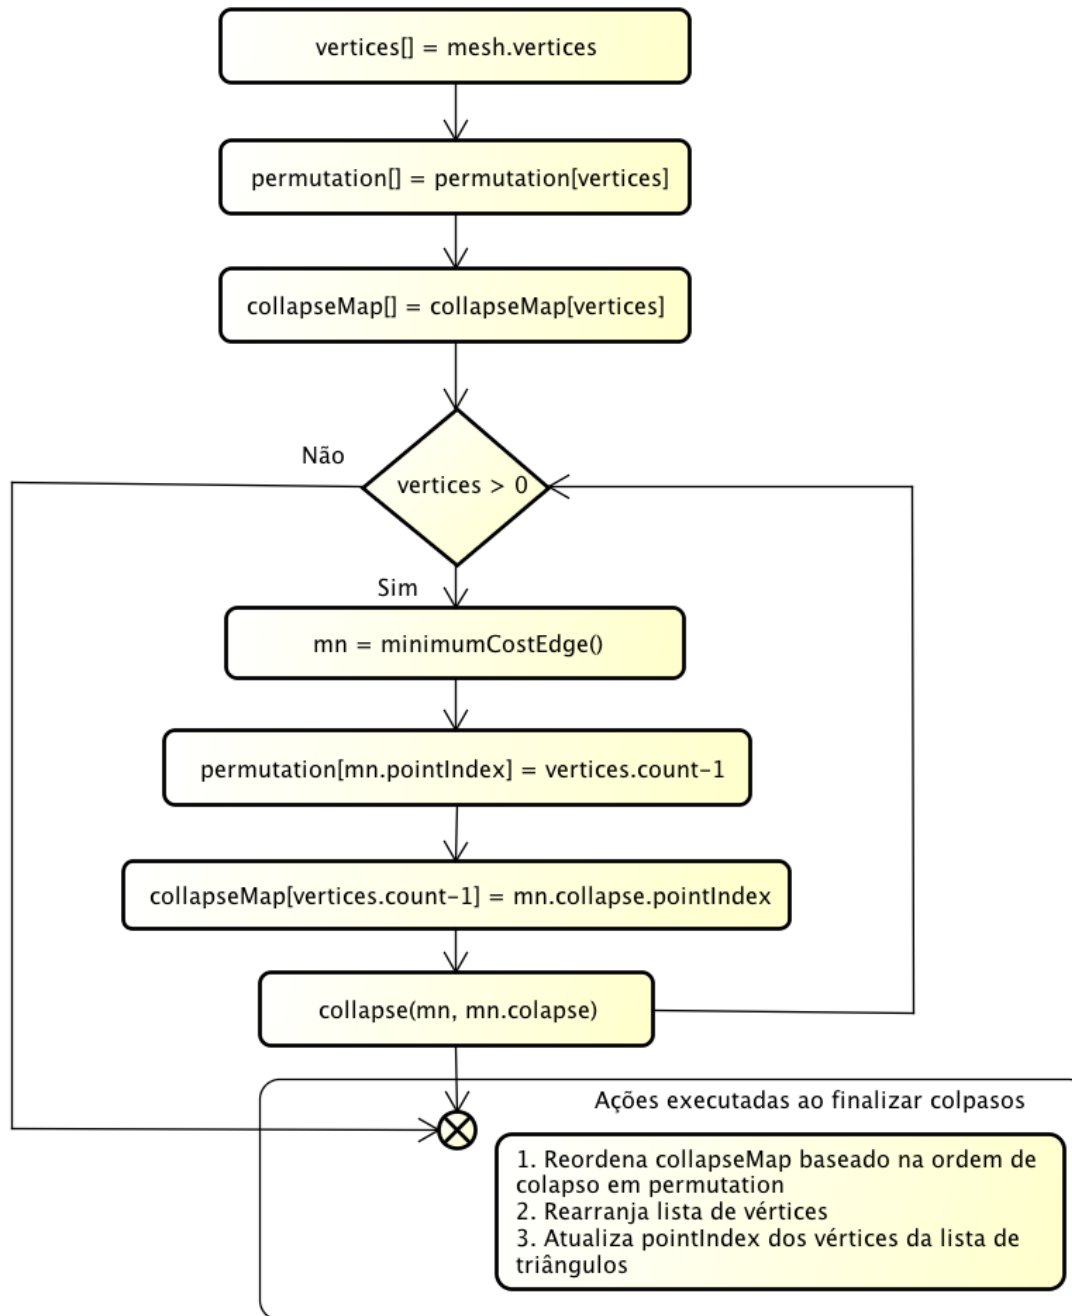 vertices[] = mesh.vertices
permutation[] = permutation[vertices]
collapseMap[] = collapseMap[vertices]
Não
vertices > 0
Sim
mn = minimumCostEdge()
permutation[mn.pointIndex] = vertices.count-1
collapseMap[vertices.count-1] = mn.collapse.pointIndex
collapse(mn, mn.colapse)
Ações executadas ao finalizar colpasos
1. Reordena collapseMap baseado na ordem de
colapso em permutation
2. Rearranja lista de vértices
3. Atualiza pointIndex dos vértices da lista de
triângulos